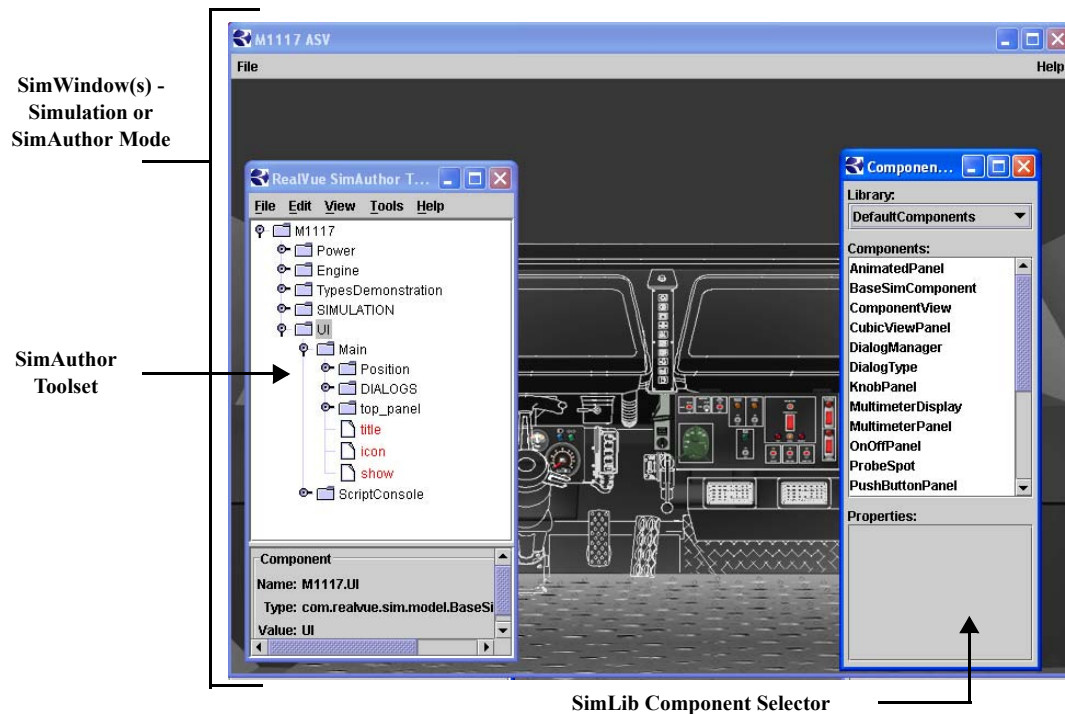 SimWindow(s) -
Simulation or
SimAuthor Mode
SimAuthor
Toolset
M1117 ASV
File
Help
RealVue SimAuthor T...
File Edit View Tools Help
M1117
Power
Engine
TypesDemonstration
SIMULATION
UI
Main
Position
DIALOGS
top_panel
title
icon
show
ScriptConsole
Component
Name: M1117.UI
Type: com.realvue.sim.model.BaseSi
Value: UI
Componen...
Library:
DefaultComponents
Components:
AnimatedPanel
BaseSimComponent
ComponentView
CubicViewPanel
DialogManager
DialogType
KnobPanel
MultimeterDisplay
MultimeterPanel
OnOffPanel
ProbeSpot
PushButtonPanel
Properties:
SimLib Component Selector